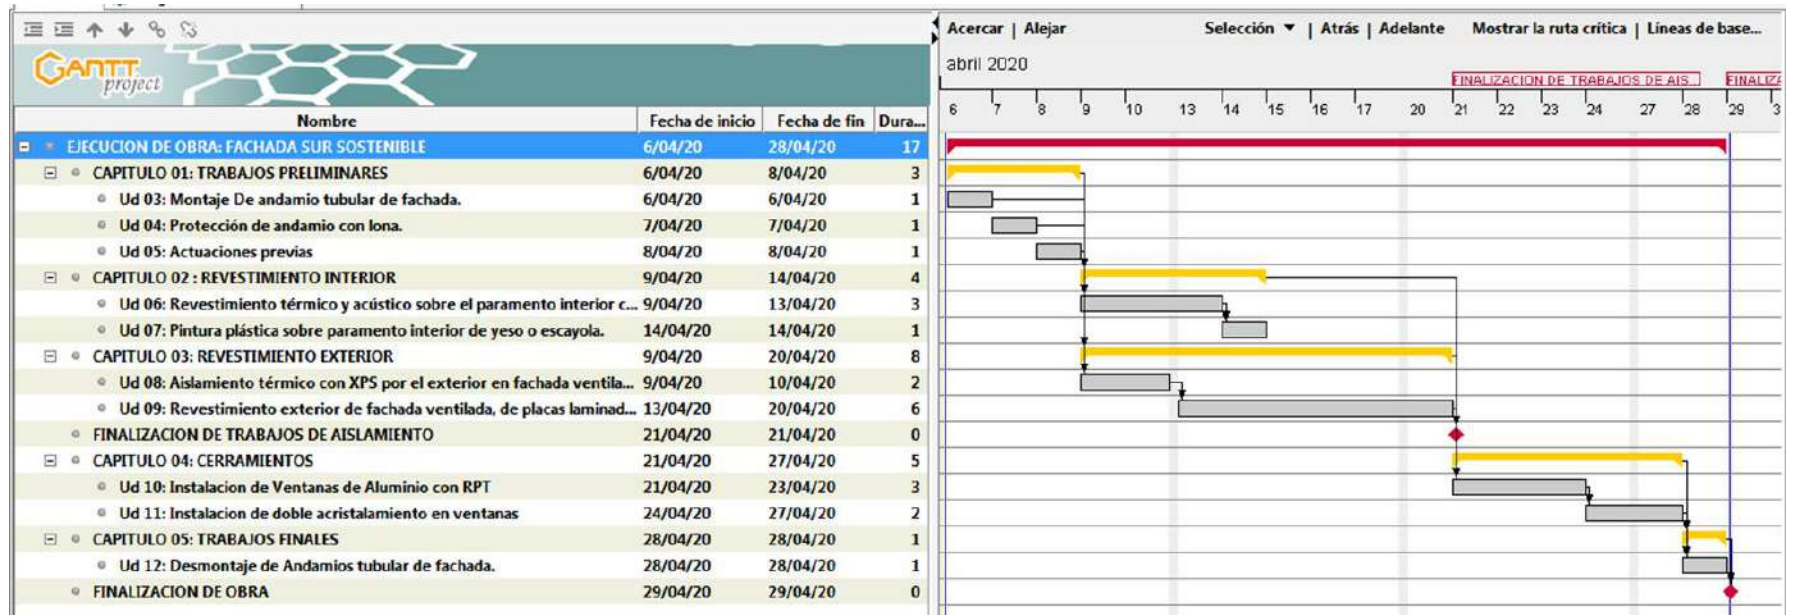 Acercar | Alejar Selección ▼ | Atrás | Adelante Mostrar la ruta crítica | Líneas de base...
GANTT project
abril 2020
FINALIZACION DE TRABAJOS DE AIS... FINALIZA
6 7 8 9 10 13 14 15 16 17 20 21 22 23 24 27 28 29 3
Nombre Fecha de inicio Fecha de fin Dura...
EJECUCION DE OBRA: FACHADA SUR SOSTENIBLE 6/04/20 28/04/20 17
CAPITULO 01: TRABAJOS PRELIMINARES 6/04/20 8/04/20 3
Ud 03: Montaje De andamio tubular de fachada. 6/04/20 6/04/20 1
Ud 04: Protección de andamio con lona. 7/04/20 7/04/20 1
Ud 05: Actuaciones previas 8/04/20 8/04/20 1
CAPITULO 02 : REVESTIMIENTO INTERIOR 9/04/20 14/04/20 4
Ud 06: Revestimiento térmico y acústico sobre el paramento interior c... 9/04/20 13/04/20 3
Ud 07: Pintura plástica sobre paramento interior de yeso o escayola. 14/04/20 14/04/20 1
CAPITULO 03: REVESTIMIENTO EXTERIOR 9/04/20 20/04/20 8
Ud 08: Aislamiento térmico con XPS por el exterior en fachada ventila... 9/04/20 10/04/20 2
Ud 09: Revestimiento exterior de fachada ventilada, de placas laminad... 13/04/20 20/04/20 6
FINALIZACION DE TRABAJOS DE AISLAMIENTO 21/04/20 21/04/20 0
CAPITULO 04: CERRAMIENTOS 21/04/20 27/04/20 5
Ud 10: Instalacion de Ventanas de Aluminio con RPT 21/04/20 23/04/20 3
Ud 11: Instalacion de doble acristalamiento en ventanas 24/04/20 27/04/20 2
CAPITULO 05: TRABAJOS FINALES 28/04/20 28/04/20 1
Ud 12: Desmontaje de Andamios tubular de fachada. 28/04/20 28/04/20 1
FINALIZACION DE OBRA 29/04/20 29/04/20 0